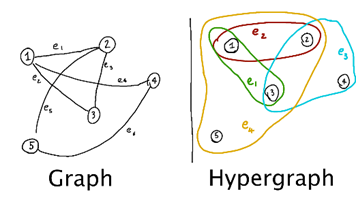 e₁
1
2
e₂
e₃
e₄
4
3
e₅
5
e₆
Graph
e₂
1
2
e₃
e₁
3
4
e₄
5
Hypergraph